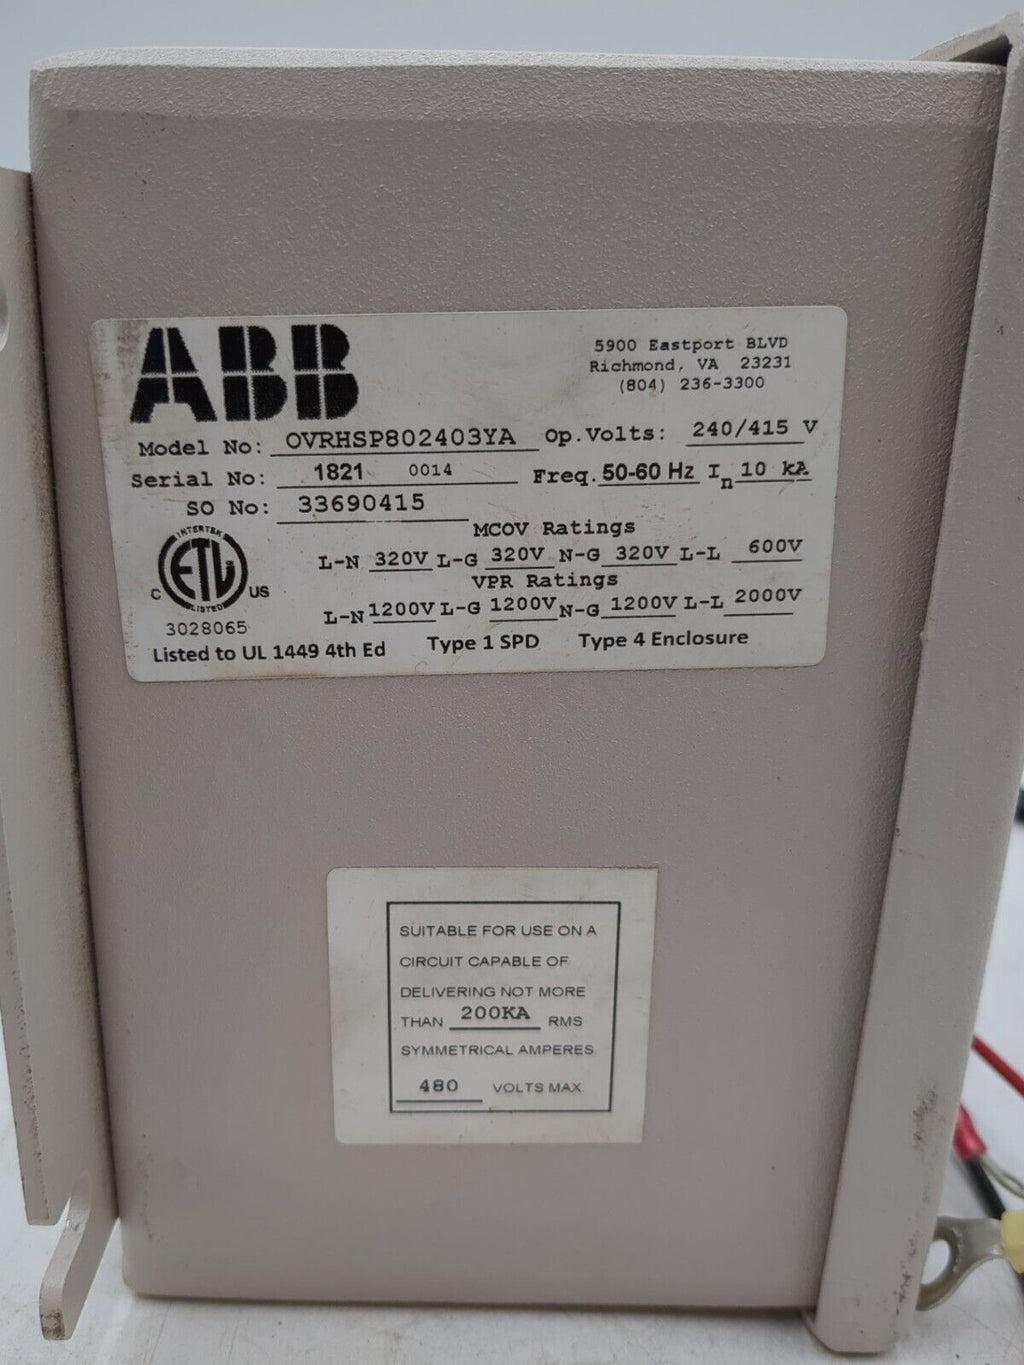 ABB
5900 Eastport BLVD
Richmond, VA 23231
(804) 236-3300
Model No: OVRHSP802403YA Op.Volts: 240/415 V
Serial No: 1821 0014 Freq. 50-60 Hz In 10 kA
SO No: 33690415
MCOV Ratings
L-N 320V L-G 320V N-G 320V L-L 600V
VPR Ratings
L-N 1200V L-G 1200V N-G 1200V L-L 2000V
INTERTEK
C ETL US
LISTED
3028065
Listed to UL 1449 4th Ed Type 1 SPD Type 4 Enclosure
SUITABLE FOR USE ON A
CIRCUIT CAPABLE OF
DELIVERING NOT MORE
THAN 200KA RMS
SYMMETRICAL AMPERES
480 VOLTS MAX.